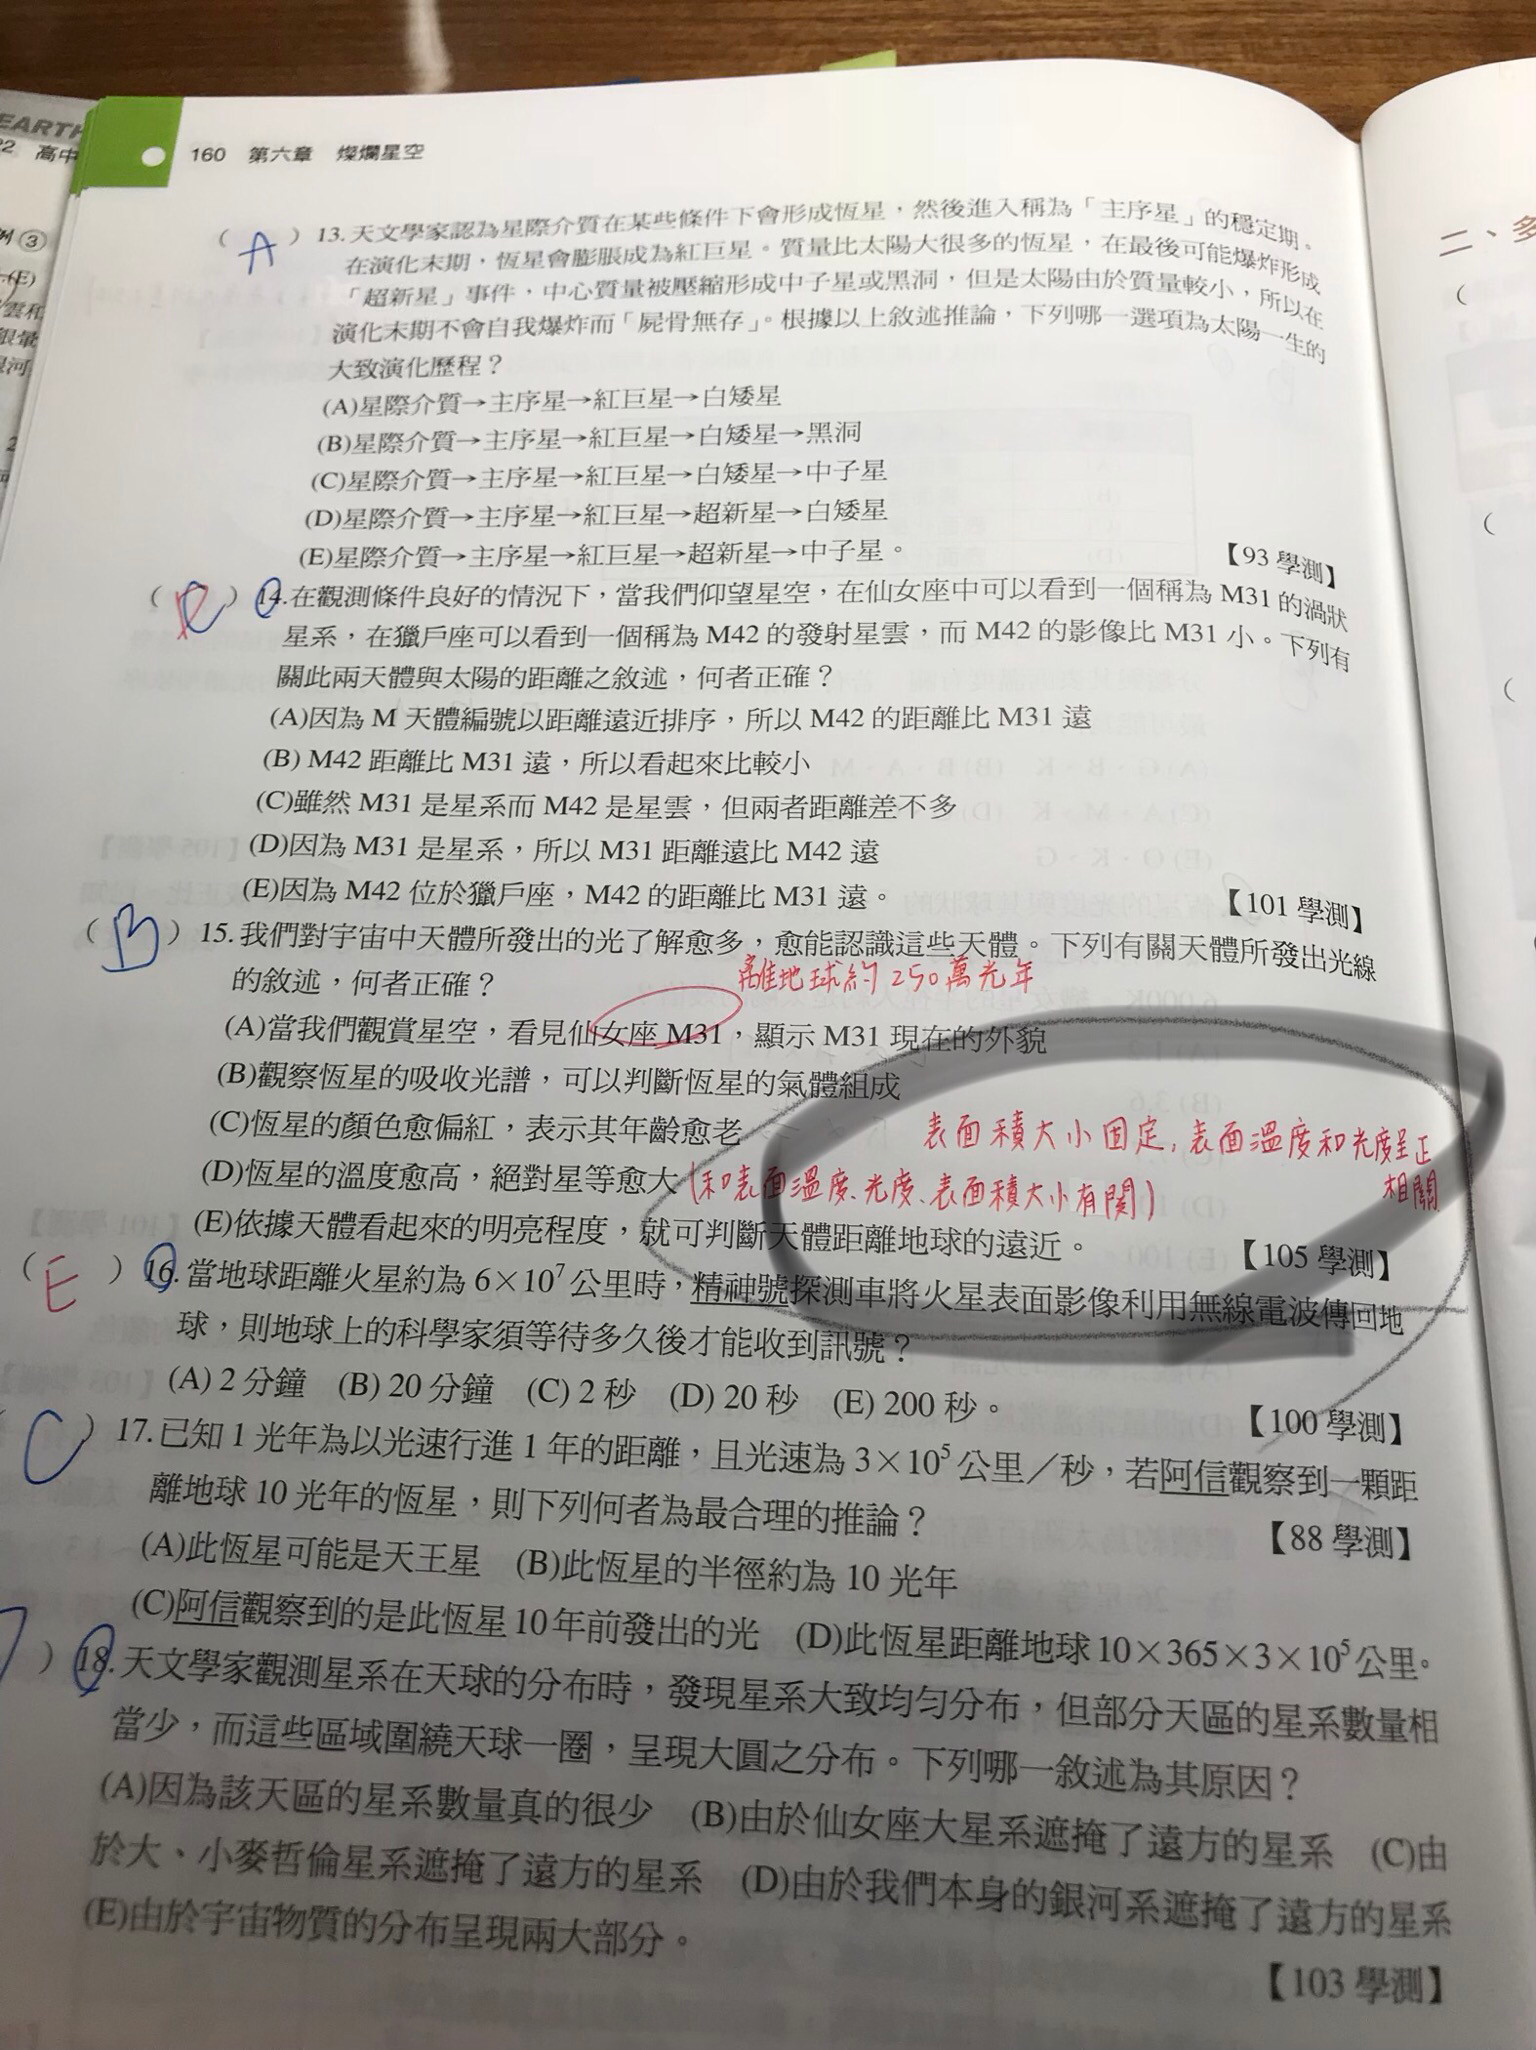 EARTH
22 高中
160 第六章 燦爛星空
( A ) 13.天文學家認為星際介質在某些條件下會形成恆星，然後進入稱為「主序星」的穩定期。
在演化末期，恆星會膨脹成為紅巨星。質量比太陽大很多的恆星，在最後可能爆炸形成
「超新星」事件，中心質量被壓縮形成中子星或黑洞，但是太陽由於質量較小，所以在
演化末期不會自我爆炸而「屍骨無存」。根據以上敘述推論，下列哪一選項為太陽一生的
大致演化歷程？
(A)星際介質→主序星→紅巨星→白矮星
(B)星際介質→主序星→紅巨星→白矮星→黑洞
(C)星際介質→主序星→紅巨星→白矮星→中子星
(D)星際介質→主序星→紅巨星→超新星→白矮星
(E)星際介質→主序星→紅巨星→超新星→中子星。
【93 學測】
( ) 14.在觀測條件良好的情況下，當我們仰望星空，在仙女座中可以看到一個稱為 M31 的渦狀
星系，在獵戶座可以看到一個稱為 M42 的發射星雲，而 M42 的影像比 M31 小。下列有
關此兩天體與太陽的距離之敘述，何者正確？
(A)因為 M 天體編號以距離遠近排序，所以 M42 的距離比 M31 遠
(B) M42 距離比 M31 遠，所以看起來比較小
(C)雖然 M31 是星系而 M42 是星雲，但兩者距離差不多
(D)因為 M31 是星系，所以 M31 距離遠比 M42 遠
(E)因為 M42 位於獵戶座，M42 的距離比 M31 遠。
【101 學測】
( B ) 15.我們對宇宙中天體所發出的光了解愈多，愈能認識這些天體。下列有關天體所發出光線
的敘述，何者正確？
離地球約 250 萬光年
(A)當我們觀賞星空，看見仙女座 M31，顯示 M31 現在的外貌
(B)觀察恆星的吸收光譜，可以判斷恆星的氣體組成
(C)恆星的顏色愈偏紅，表示其年齡愈老
表面積大小固定，表面溫度和光度呈正
相關
(D)恆星的溫度愈高，絕對星等愈大 (和表面溫度、光度、表面積大小有關)
(E)依據天體看起來的明亮程度，就可判斷天體距離地球的遠近。
【105 學測】
( E ) 16.當地球距離火星約為 6×10⁷ 公里時，精神號探測車將火星表面影像利用無線電波傳回地
球，則地球上的科學家須等待多久後才能收到訊號？
(A) 2 分鐘 (B) 20 分鐘 (C) 2 秒 (D) 20 秒 (E) 200 秒。
【100 學測】
C ) 17.已知 1 光年為以光速行進 1 年的距離，且光速為 3×10⁵ 公里／秒，若阿信觀察到一顆距
離地球 10 光年的恆星，則下列何者為最合理的推論？
【88 學測】
(A)此恆星可能是天王星 (B)此恆星的半徑約為 10 光年
(C)阿信觀察到的是此恆星 10 年前發出的光 (D)此恆星距離地球 10×365×3×10⁵ 公里。
) 18.天文學家觀測星系在天球的分布時，發現星系大致均勻分布，但部分天區的星系數量相
當少，而這些區域圍繞天球一圈，呈現大圓之分布。下列哪一敘述為其原因？
(A)因為該天區的星系數量真的很少 (B)由於仙女座大星系遮掩了遠方的星系 (C)由
於大、小麥哲倫星系遮掩了遠方的星系 (D)由於我們本身的銀河系遮掩了遠方的星系
(E)由於宇宙物質的分布呈現兩大部分。
【103 學測】